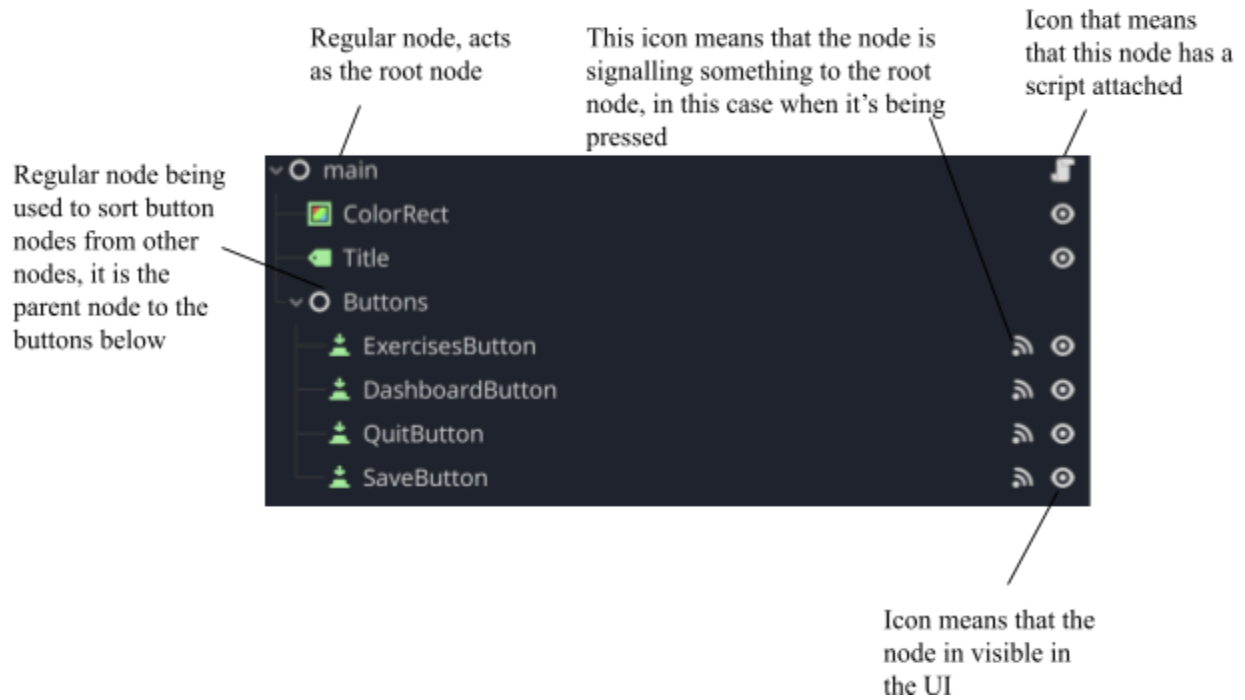 Regular node, acts
as the root node
This icon means that the node is
signalling something to the root
node, in this case when it's being
pressed
Icon that means
that this node has a
script attached
Regular node being
used to sort button
nodes from other
nodes, it is the
parent node to the
buttons below
main
ColorRect
Title
Buttons
ExercisesButton
DashboardButton
QuitButton
SaveButton
Icon means that the
node in visible in
the UI